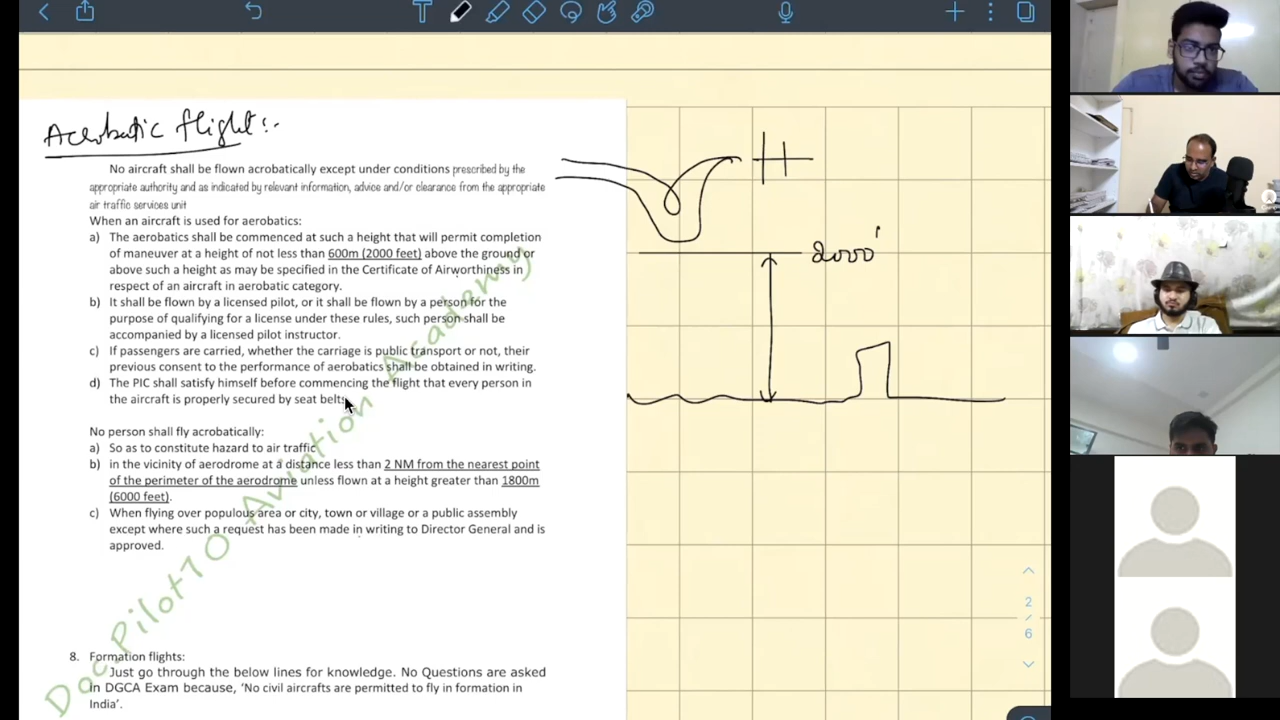 Acrobatic flight:-
No aircraft shall be flown acrobatically except under conditions prescribed by the
appropriate authority and as indicated by relevant information, advice and/or clearance from the appropriate
air traffic services unit
When an aircraft is used for aerobatics:
a) The aerobatics shall be commenced at such a height that will permit completion
of maneuver at a height of not less than 600m (2000 feet) above the ground or
above such a height as may be specified in the Certificate of Airworthiness in
respect of an aircraft in aerobatic category.
b) It shall be flown by a licensed pilot, or it shall be flown by a person for the
purpose of qualifying for a license under these rules, such person shall be
accompanied by a licensed pilot instructor.
c) If passengers are carried, whether the carriage is public transport or not, their
previous consent to the performance of aerobatics shall be obtained in writing.
d) The PIC shall satisfy himself before commencing the flight that every person in
the aircraft is properly secured by seat belts
No person shall fly acrobatically:
a) So as to constitute hazard to air traffic
b) in the vicinity of aerodrome at a distance less than 2 NM from the nearest point
of the perimeter of the aerodrome unless flown at a height greater than 1800m
(6000 feet).
c) When flying over populous area or city, town or village or a public assembly
except where such a request has been made in writing to Director General and is
approved.
8. Formation flights:
Just go through the below lines for knowledge. No Questions are asked
in DGCA Exam because, ‘No civil aircrafts are permitted to fly in formation in
India’.
Doc.Pilot70 Aviation Academy
2000'
2
/
6